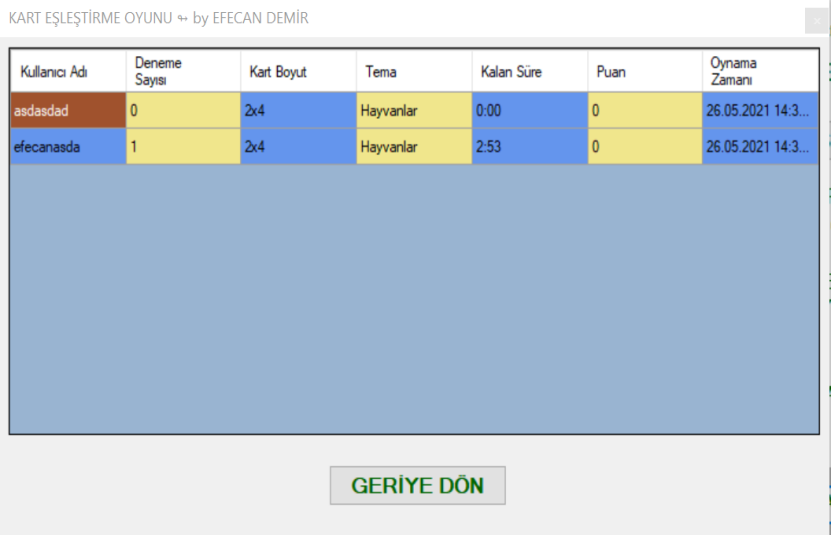 KART EŞLEŞTİRME OYUNU ↭ by EFECAN DEMİR
Kullanıcı Adı Deneme Sayısı Kart Boyut Tema Kalan Süre Puan Oynama Zamanı
asdasdad 0 2x4 Hayvanlar 0:00 0 26.05.2021 14:3...
efecanasda 1 2x4 Hayvanlar 2:53 0 26.05.2021 14:3...
GERİYE DÖN